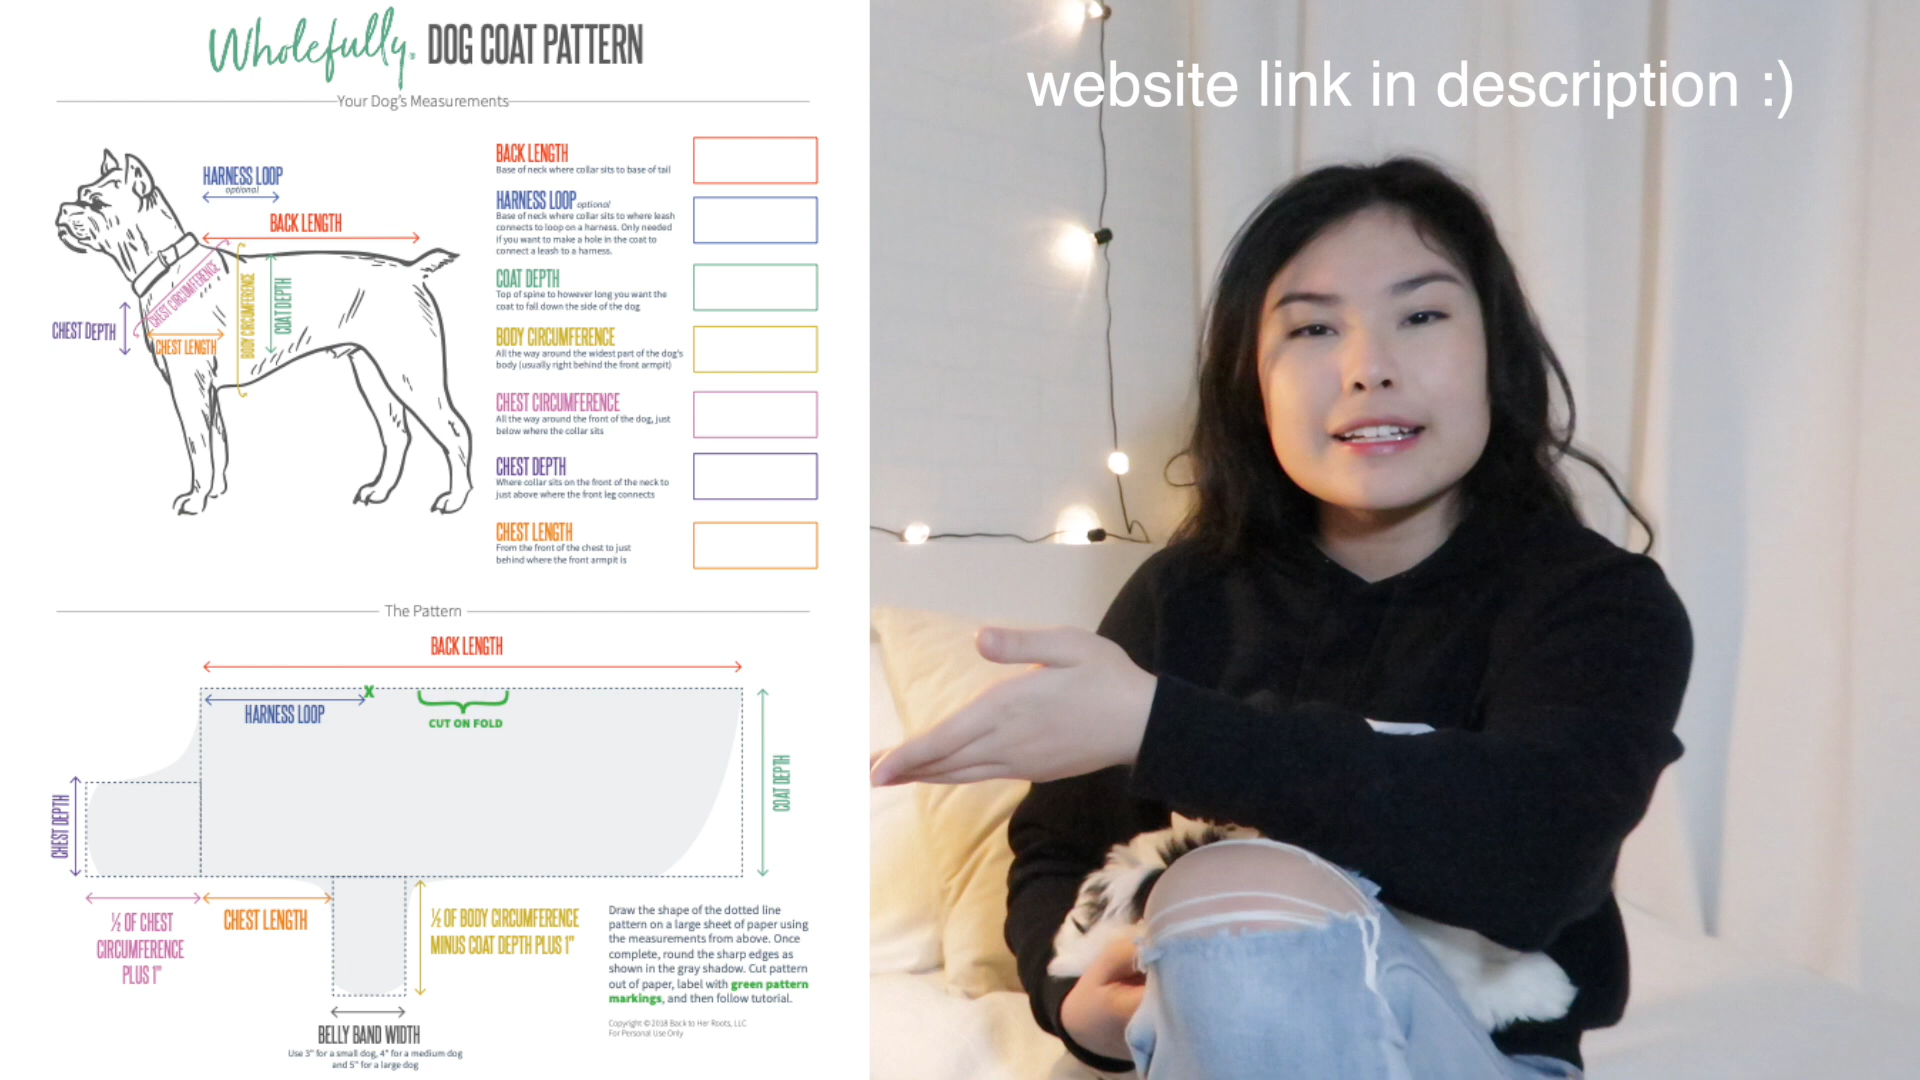 Wholefully. DOG COAT PATTERN
Your Dog's Measurements
HARNESS LOOP
optional
BACK LENGTH
CHEST CIRCUMFERENCE
BODY CIRCUMFERENCE
COAT DEPTH
CHEST DEPTH
CHEST LENGTH
BACK LENGTH
Base of neck where collar sits to base of tail
HARNESS LOOP optional
Base of neck where collar sits to where leash
connects to loop on a harness. Only needed
if you want to make a hole in the coat to
connect a leash to a harness.
COAT DEPTH
Top of spine to however long you want the
coat to fall down the side of the dog
BODY CIRCUMFERENCE
All the way around the widest part of the dog's
body (usually right behind the front armpit)
CHEST CIRCUMFERENCE
All the way around the front of the dog, just
below where the collar sits
CHEST DEPTH
Where collar sits on the front of the neck to
just above where the front leg connects
CHEST LENGTH
From the front of the chest to just
behind where the front armpit is
The Pattern
BACK LENGTH
X
HARNESS LOOP
CUT ON FOLD
COAT DEPTH
CHEST DEPTH
½ OF CHEST
CIRCUMFERENCE
PLUS 1"
CHEST LENGTH
½ OF BODY CIRCUMFERENCE
MINUS COAT DEPTH PLUS 1"
BELLY BAND WIDTH
Use 3" for a small dog, 4" for a medium dog
and 5" for a large dog
Draw the shape of the dotted line
pattern on a large sheet of paper using
the measurements from above. Once
complete, round the sharp edges as
shown in the gray shadow. Cut pattern
out of paper, label with green pattern
markings, and then follow tutorial.
Copyright © 2018 Back to Her Roots, LLC
For Personal Use Only
website link in description :)